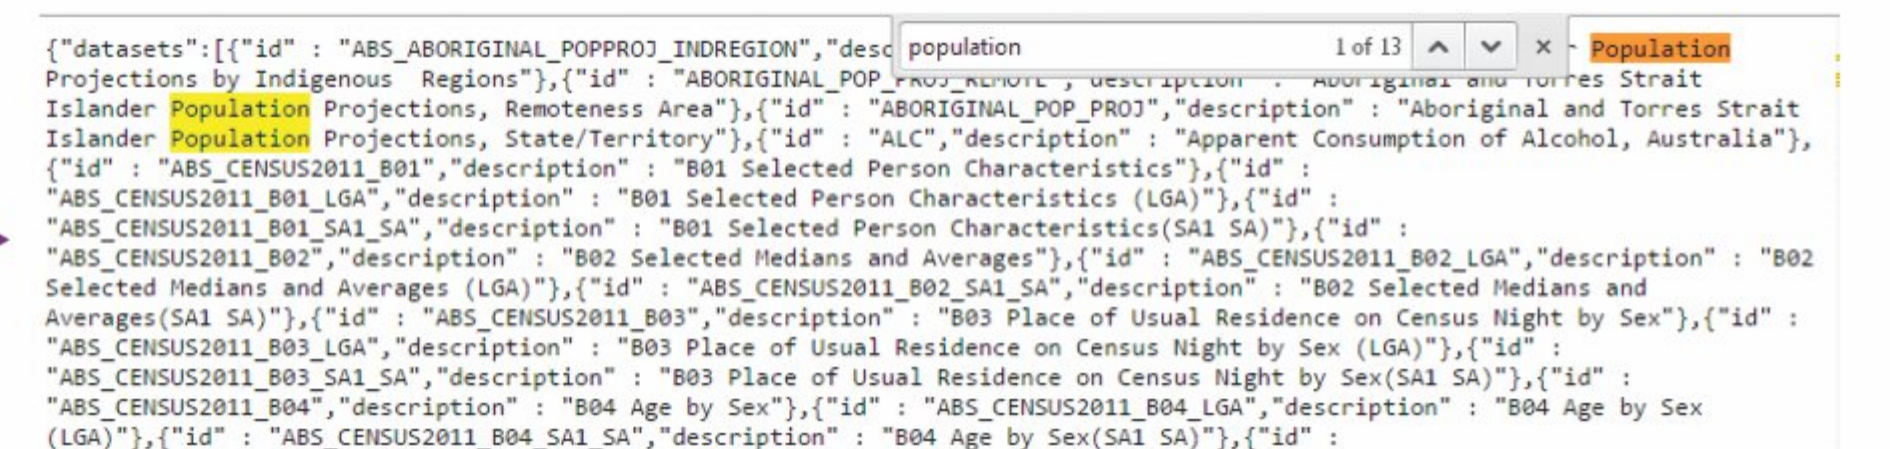 {"datasets":[{"id" : "ABS_ABORIGINAL_POPPROJ_INDREGION","desc
population 1 of 13
- Population
Projections by Indigenous  Regions"},{"id" : "ABORIGINAL_POP_PROJ_REMOTE","description" : "Aboriginal and Torres Strait
Islander Population Projections, Remoteness Area"},{"id" : "ABORIGINAL_POP_PROJ","description" : "Aboriginal and Torres Strait
Islander Population Projections, State/Territory"},{"id" : "ALC","description" : "Apparent Consumption of Alcohol, Australia"},
{"id" : "ABS_CENSUS2011_B01","description" : "B01 Selected Person Characteristics"},{"id" :
"ABS_CENSUS2011_B01_LGA","description" : "B01 Selected Person Characteristics (LGA)"},{"id" :
"ABS_CENSUS2011_B01_SA1_SA","description" : "B01 Selected Person Characteristics(SA1 SA)"},{"id" :
"ABS_CENSUS2011_B02","description" : "B02 Selected Medians and Averages"},{"id" : "ABS_CENSUS2011_B02_LGA","description" : "B02
Selected Medians and Averages (LGA)"},{"id" : "ABS_CENSUS2011_B02_SA1_SA","description" : "B02 Selected Medians and
Averages(SA1 SA)"},{"id" : "ABS_CENSUS2011_B03","description" : "B03 Place of Usual Residence on Census Night by Sex"},{"id" :
"ABS_CENSUS2011_B03_LGA","description" : "B03 Place of Usual Residence on Census Night by Sex (LGA)"},{"id" :
"ABS_CENSUS2011_B03_SA1_SA","description" : "B03 Place of Usual Residence on Census Night by Sex(SA1 SA)"},{"id" :
"ABS_CENSUS2011_B04","description" : "B04 Age by Sex"},{"id" : "ABS_CENSUS2011_B04_LGA","description" : "B04 Age by Sex
(LGA)"},{"id" : "ABS_CENSUS2011_B04_SA1_SA","description" : "B04 Age by Sex(SA1 SA)"},{"id" :